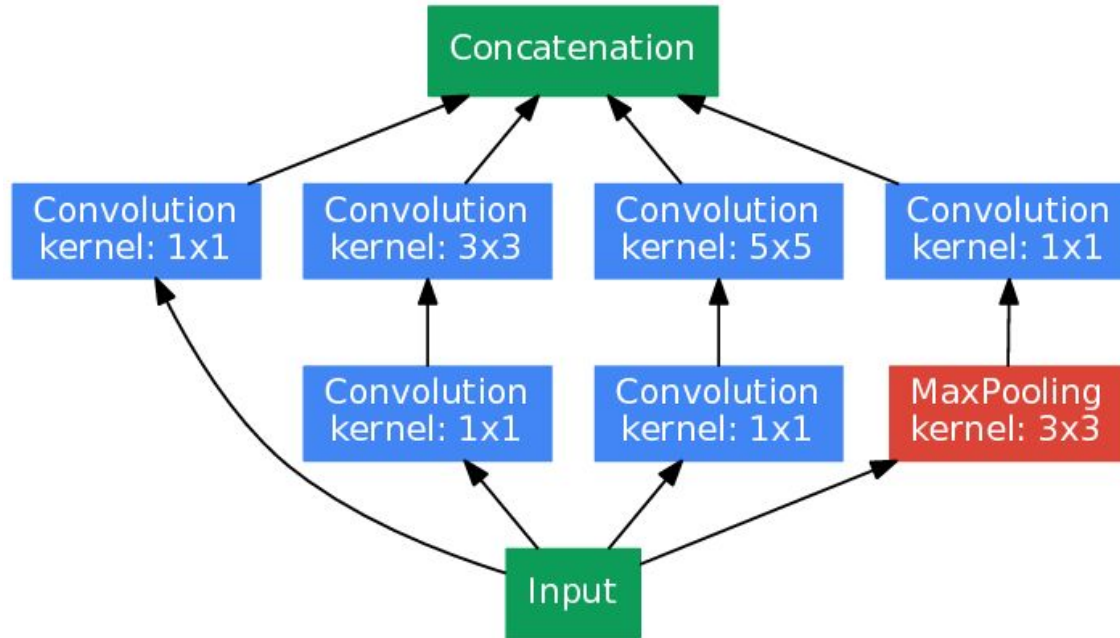 Concatenation
Convolution
kernel: 1x1
Convolution
kernel: 3x3
Convolution
kernel: 5x5
Convolution
kernel: 1x1
Convolution
kernel: 1x1
Convolution
kernel: 1x1
MaxPooling
kernel: 3x3
Input